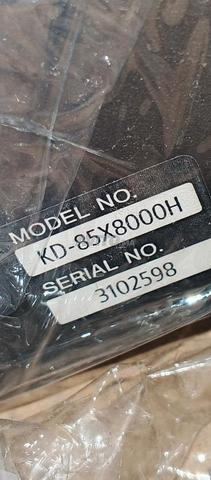 MODEL NO.
KD-85X8000H
SERIAL NO.
3102598